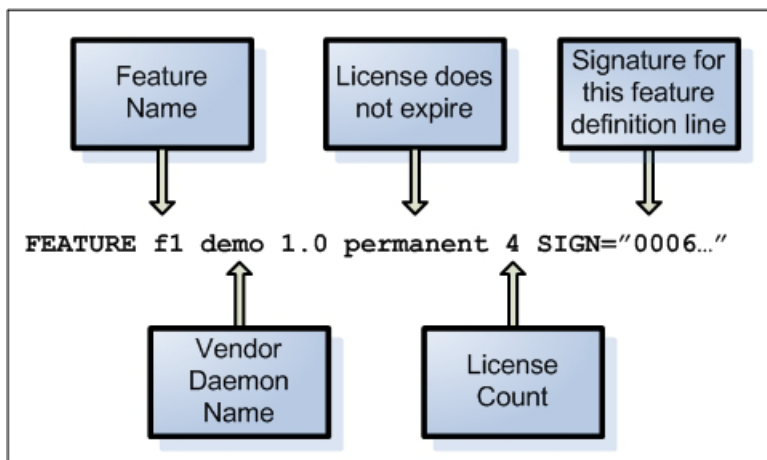 Feature
Name
License does
not expire
Signature for
this feature
definition line
FEATURE f1 demo 1.0 permanent 4 SIGN=″0006…″
Vendor
Daemon
Name
License
Count